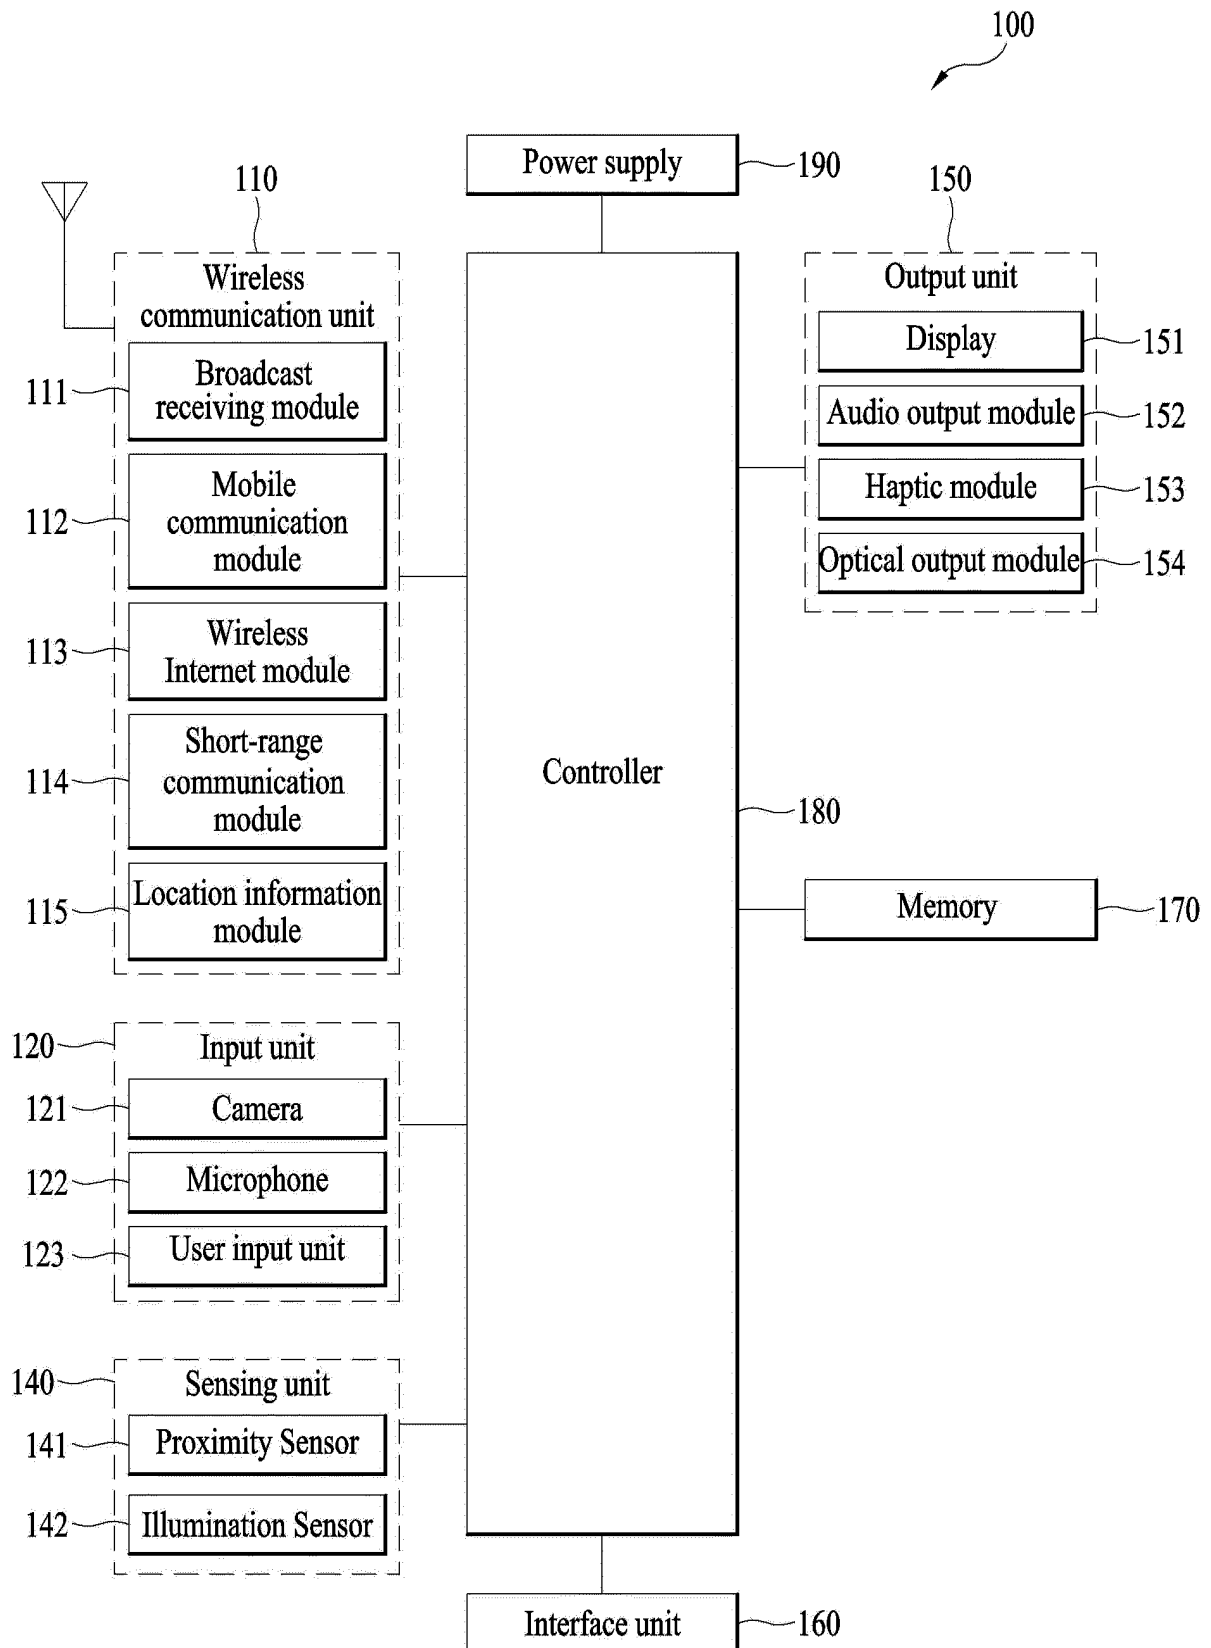 100
Power supply
190
110
Wireless
communication unit
111
Broadcast
receiving module
112
Mobile
communication
module
113
Wireless
Internet module
114
Short-range
communication
module
115
Location information
module
120
Input unit
121
Camera
122
Microphone
123
User input unit
140
Sensing unit
141
Proximity Sensor
142
Illumination Sensor
Controller
180
150
Output unit
Display
151
Audio output module
152
Haptic module
153
Optical output module
154
Memory
170
Interface unit
160